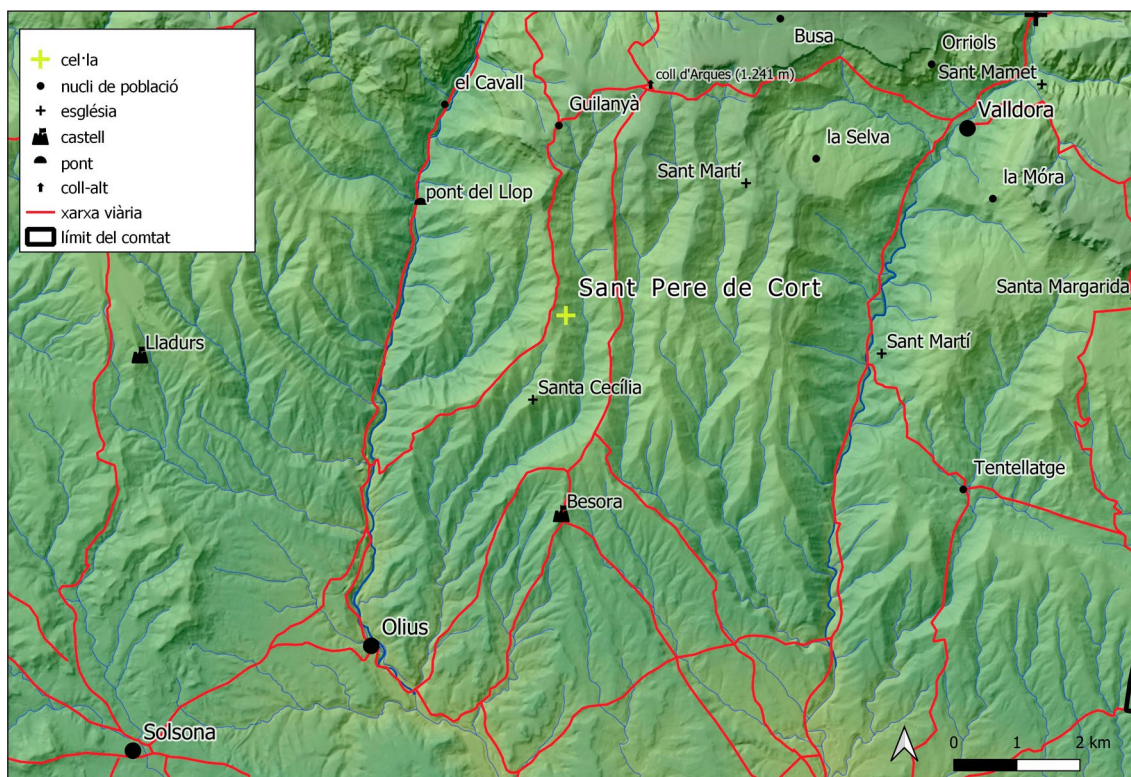 cel·la
nucli de població
església
castell
pont
coll-alt
xarxa viària
límit del comtat
Busa
Orriols
el Cavall
coll d'Arques (1.241 m)
Sant Mamet
Guilanyà
Valldora
la Selva
Sant Martí
la Móra
pont del Llop
Sant Pere de Cort
Santa Margarida
Lladurs
Sant Martí
Santa Cecília
Tentellatge
Besora
Olius
Solsona
0 1 2 km